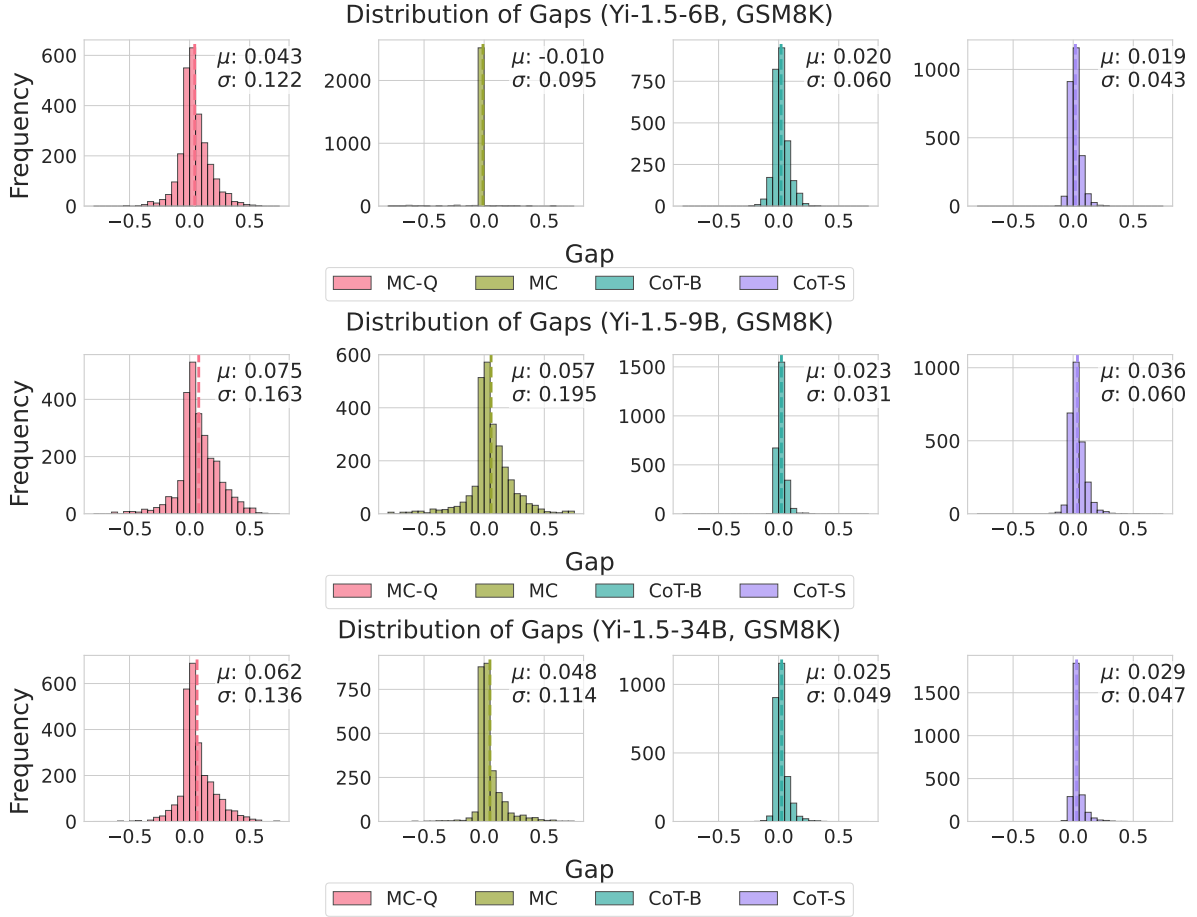 Distribution of Gaps (Yi-1.5-6B, GSM8K)
μ: 0.043
σ: 0.122
μ: -0.010
σ: 0.095
μ: 0.020
σ: 0.060
μ: 0.019
σ: 0.043
Frequency
600
400
200
0
2000
1000
0
750
500
250
0
1000
500
0
−0.5 0.0 0.5
−0.5 0.0 0.5
−0.5 0.0 0.5
−0.5 0.0 0.5
Gap
MC-Q MC CoT-B CoT-S
Distribution of Gaps (Yi-1.5-9B, GSM8K)
μ: 0.075
σ: 0.163
μ: 0.057
σ: 0.195
μ: 0.023
σ: 0.031
μ: 0.036
σ: 0.060
Frequency
400
200
0
600
400
200
0
1500
1000
500
0
1000
500
0
−0.5 0.0 0.5
−0.5 0.0 0.5
−0.5 0.0 0.5
−0.5 0.0 0.5
Gap
MC-Q MC CoT-B CoT-S
Distribution of Gaps (Yi-1.5-34B, GSM8K)
μ: 0.062
σ: 0.136
μ: 0.048
σ: 0.114
μ: 0.025
σ: 0.049
μ: 0.029
σ: 0.047
Frequency
600
400
200
0
750
500
250
0
1000
500
0
1500
1000
500
0
−0.5 0.0 0.5
−0.5 0.0 0.5
−0.5 0.0 0.5
−0.5 0.0 0.5
Gap
MC-Q MC CoT-B CoT-S